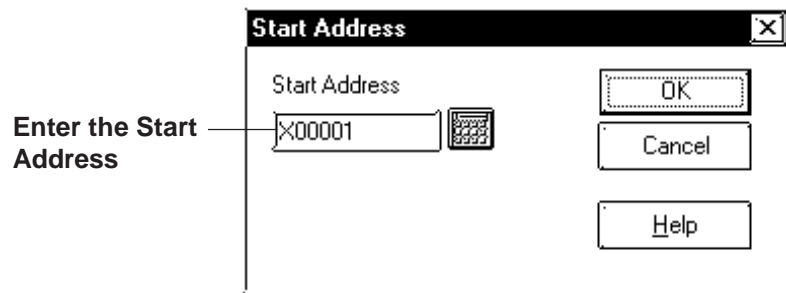 Start Address
Start Address
OK
Enter the Start
Address
X00001
Cancel
Help